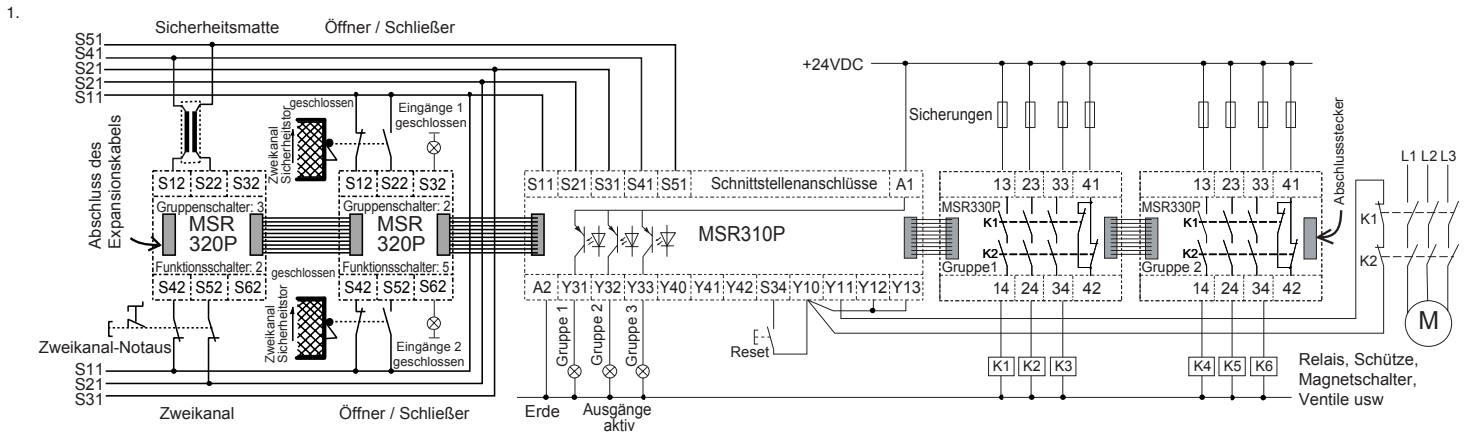 1.
Sicherheitsmatte Öffner / Schließer
S51
S41
S21
S21
S11
+24VDC
geschlossen
Eingänge 1
geschlossen
Zweikanal
Sicherheitstor
Sicherungen
Abschluss des
Expansionskabels
Abschlussstecker
L1 L2 L3
S12 S22 S32
Gruppenschalter: 3
MSR
320P
Funktionsschalter: 2
S42 S52 S62
S12 S22 S32
Gruppenschalter: 2
MSR
320P
Funktionsschalter: 5
S42 S52 S62
geschlossen
Zweikanal
Sicherheitstor
Eingänge 2
geschlossen
S11 S21 S31 S41 S51 Schnittstellenanschlüsse A1
MSR310P
A2 Y31 Y32 Y33 Y40 Y41 Y42 S34 Y10 Y11 Y12 Y13
13 23 33 41
MSR330P
K1
K2
Gruppe1
14 24 34 42
13 23 33 41
MSR330P
K1
K2
Gruppe 2
14 24 34 42
K1
K2
M
Zweikanal-Notaus
Gruppe 1
Gruppe 2
Gruppe 3
Reset
K1 K2 K3
K4 K5 K6
Relais, Schütze,
Magnetschalter,
Ventile usw
S11
S21
S31
Zweikanal Öffner / Schließer
Erde
Ausgänge
aktiv